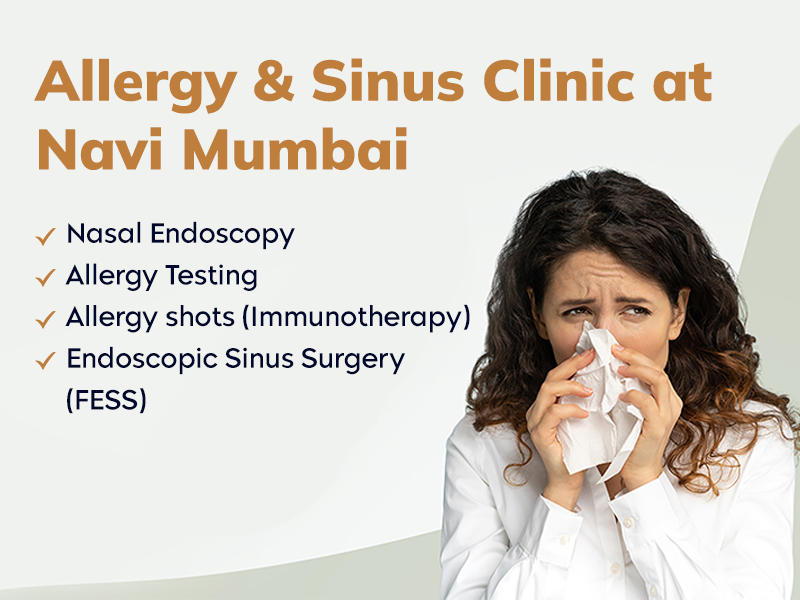 Allergy & Sinus Clinic at
Navi Mumbai
Nasal Endoscopy
Allergy Testing
Allergy shots (Immunotherapy)
Endoscopic Sinus Surgery
(FESS)